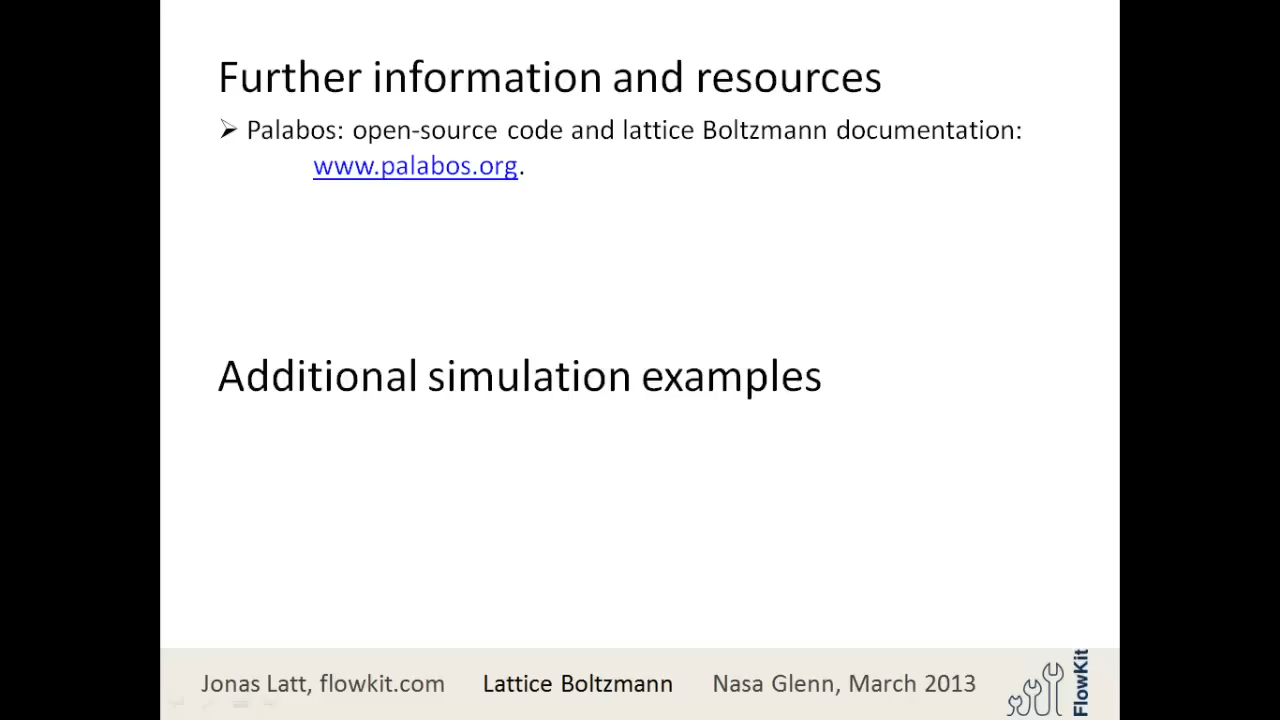 Further information and resources
➢ Palabos: open-source code and lattice Boltzmann documentation:
www.palabos.org.
Additional simulation examples
Jonas Latt, flowkit.com Lattice Boltzmann Nasa Glenn, March 2013
FlowKit